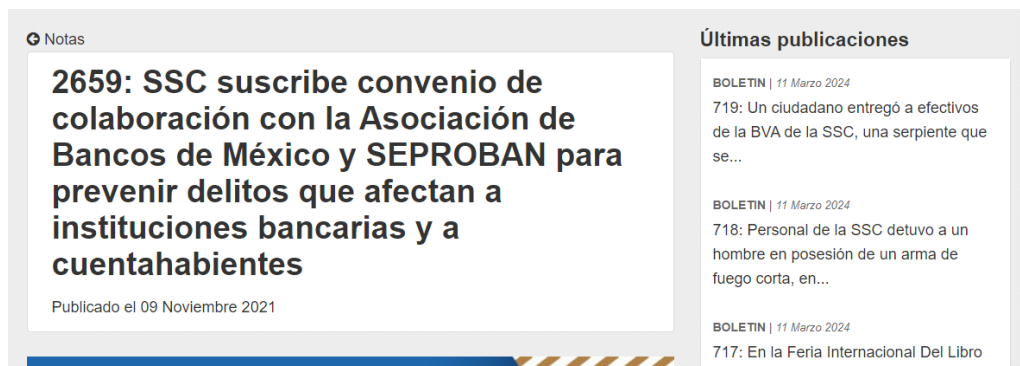 Notas
2659: SSC suscribe convenio de
colaboración con la Asociación de
Bancos de México y SEPROBAN para
prevenir delitos que afectan a
instituciones bancarias y a
cuentahabientes
Publicado el 09 Noviembre 2021
Últimas publicaciones
BOLETIN | 11 Marzo 2024
719: Un ciudadano entregó a efectivos
de la BVA de la SSC, una serpiente que
se...
BOLETIN | 11 Marzo 2024
718: Personal de la SSC detuvo a un
hombre en posesión de un arma de
fuego corta, en...
BOLETIN | 11 Marzo 2024
717: En la Feria Internacional Del Libro